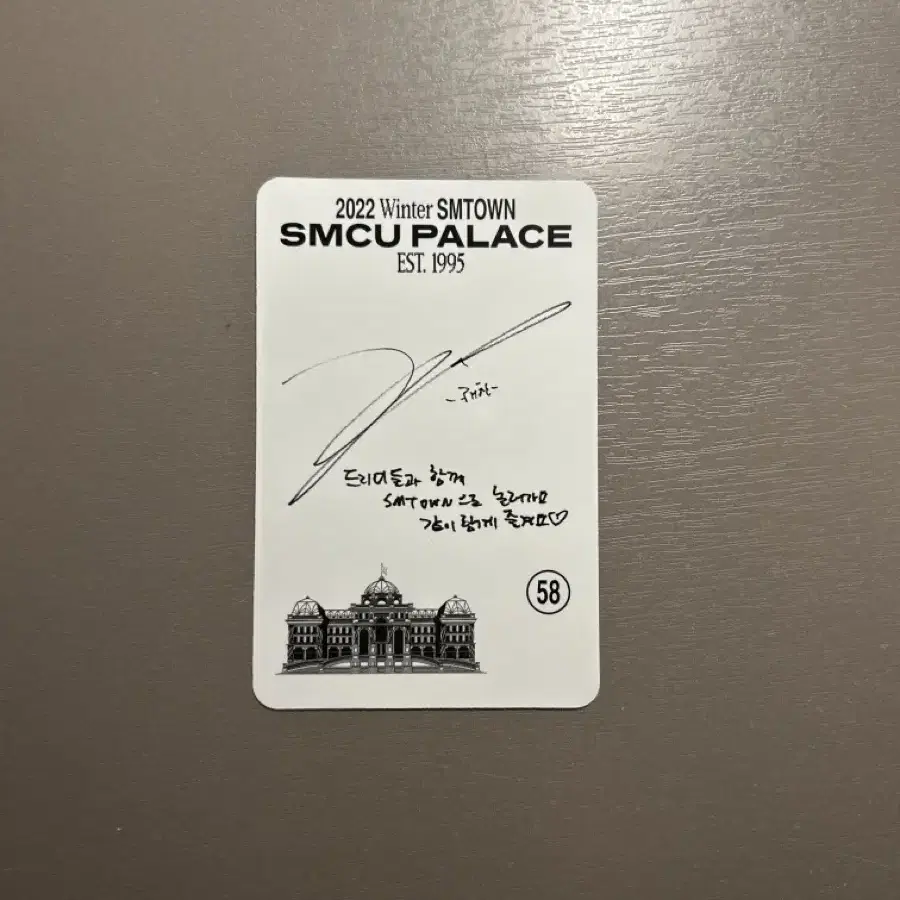 2022 Winter SMTOWN
SMCU PALACE
EST. 1995
드리머들과 함께
SMTOWN으로 놀러가요
같이 함께 즐겨요♡
58